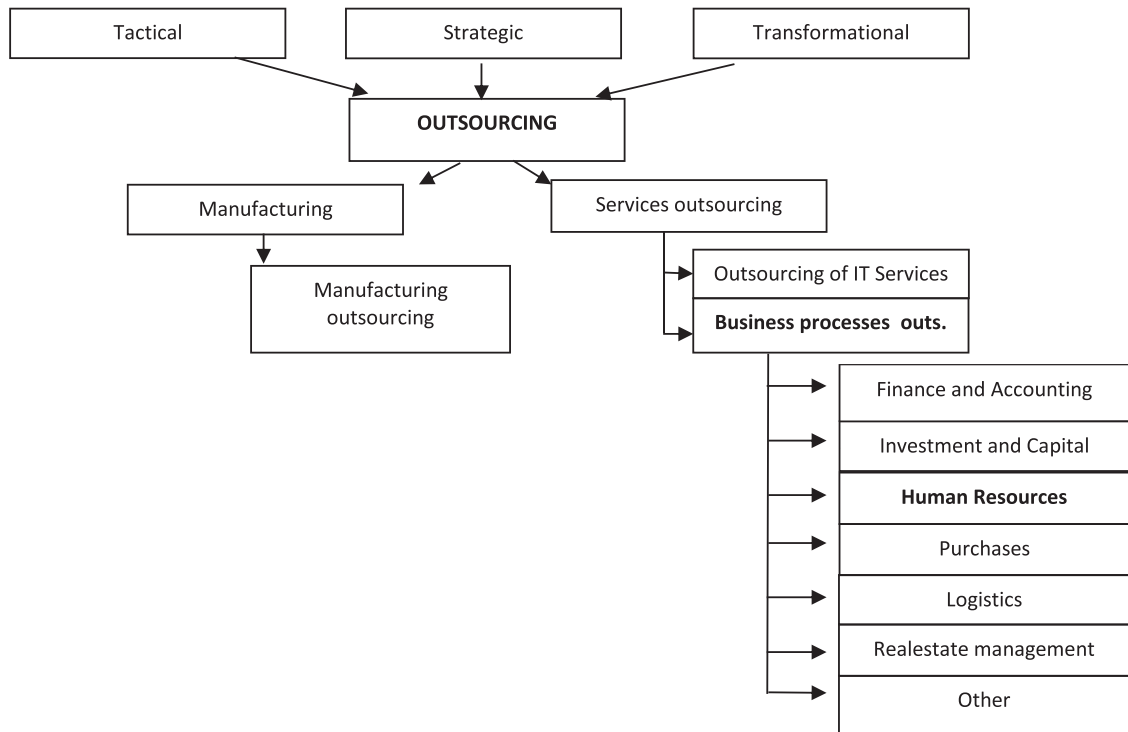 Tactical
Strategic
Transformational
OUTSOURCING
Manufacturing
Services outsourcing
Manufacturing
outsourcing
Outsourcing of IT Services
Business processes  outs.
Finance and Accounting
Investment and Capital
Human Resources
Purchases
Logistics
Realestate management
Other